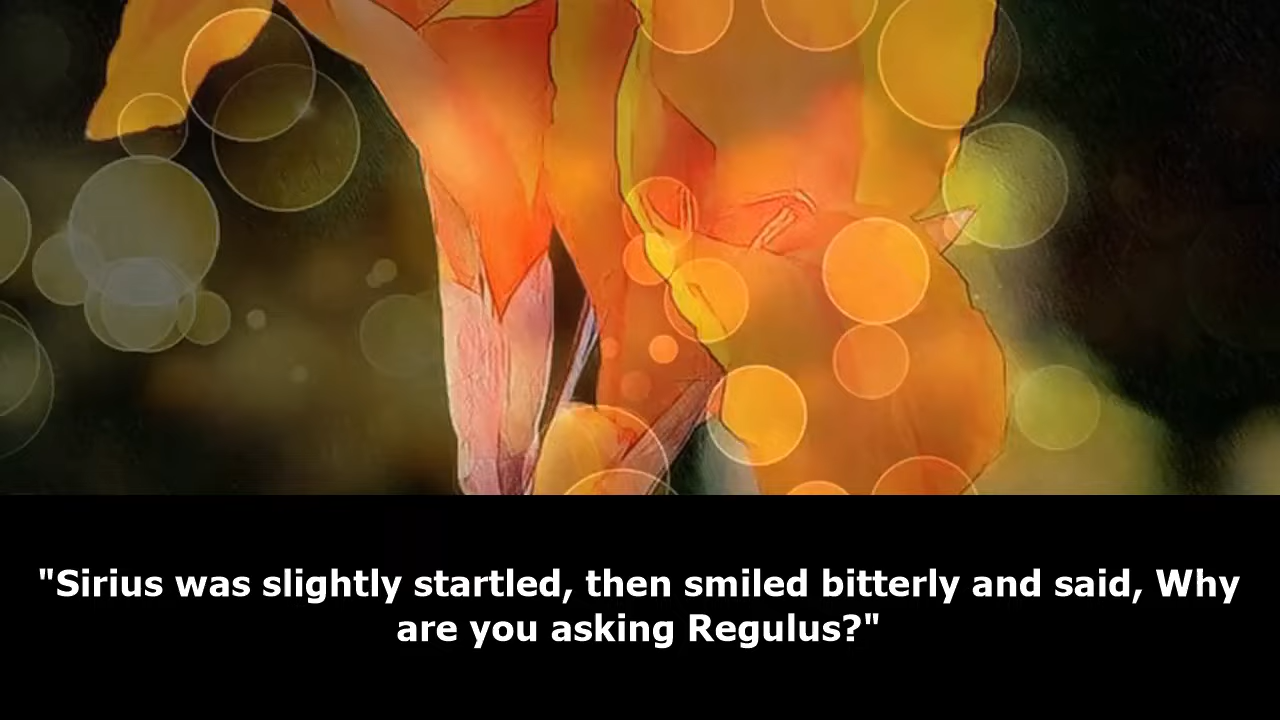 "Sirius was slightly startled, then smiled bitterly and said, Why
are you asking Regulus?"